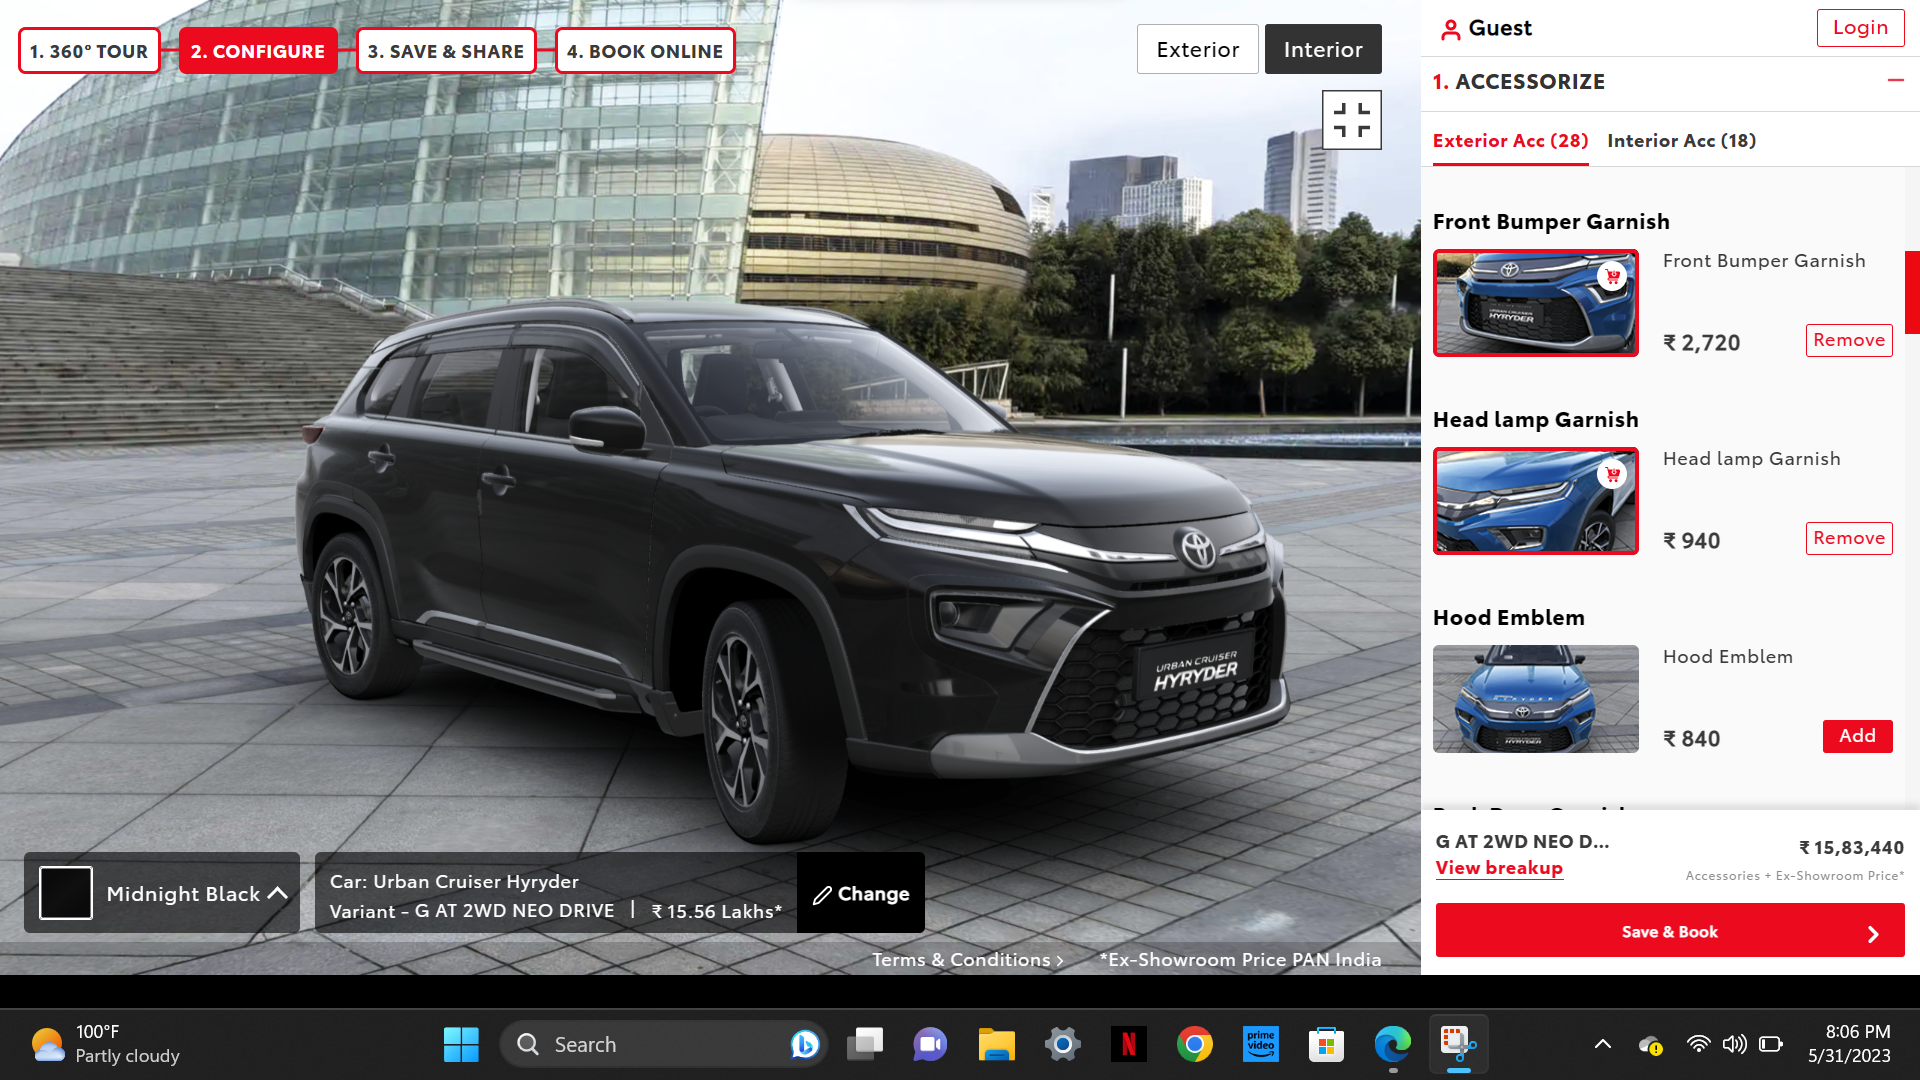 1. 360° TOUR
2. CONFIGURE
3. SAVE & SHARE
4. BOOK ONLINE
Exterior
Interior
Guest
Login
1. ACCESSORIZE
Exterior Acc (28)
Interior Acc (18)
Front Bumper Garnish
HYRYDER
Front Bumper Garnish
₹ 2,720
Remove
Head lamp Garnish
Head lamp Garnish
₹ 940
Remove
Hood Emblem
HYRYDER
Hood Emblem
₹ 840
Add
URBAN CRUISER
HYRYDER
G AT 2WD NEO D...
₹ 15,83,440
View breakup
Accessories + Ex-Showroom Price*
Save & Book
Midnight Black
Car: Urban Cruiser Hyryder
Variant - G AT 2WD NEO DRIVE | ₹ 15.56 Lakhs*
Change
Terms & Conditions >
*Ex-Showroom Price PAN India
100°F
Partly cloudy
Search
prime
video
8:06 PM
5/31/2023